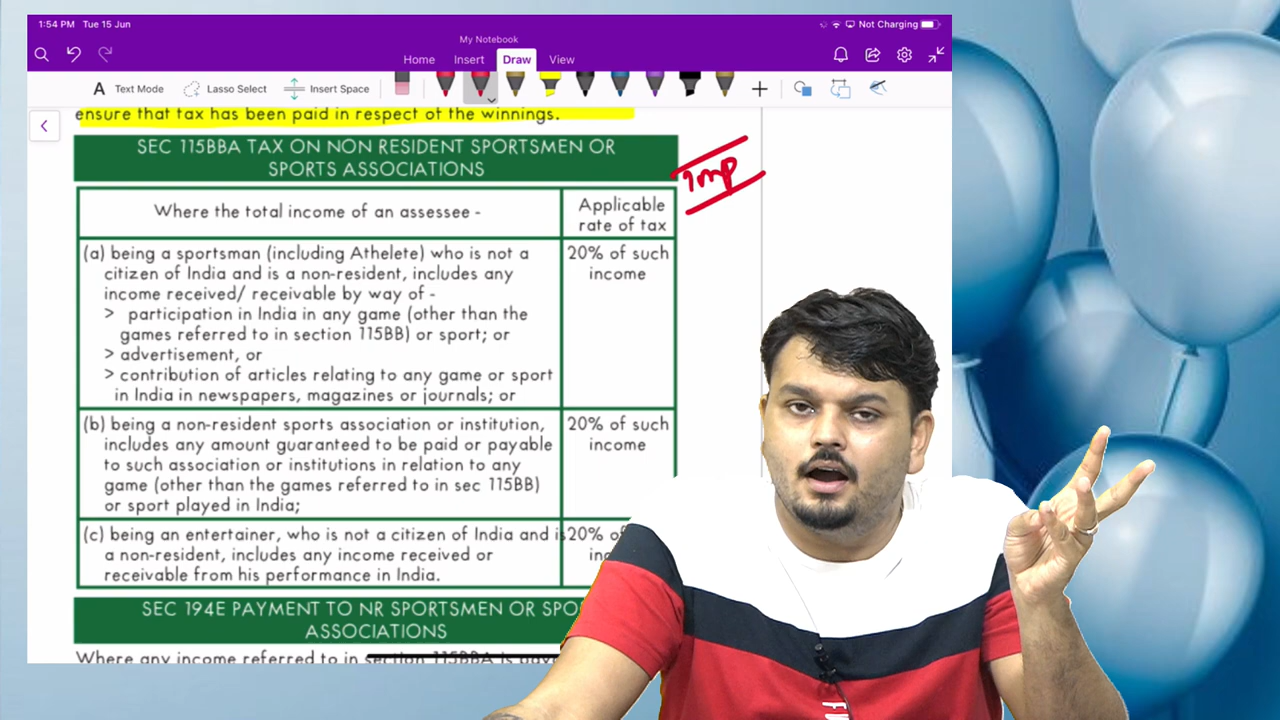 1:54 PM Tue 15 Jun
Not Charging
My Notebook
Home Insert Draw View
Text Mode Lasso Select Insert Space
ensure that tax has been paid in respect of the winnings.
SEC 115BBA TAX ON NON RESIDENT SPORTSMEN OR
SPORTS ASSOCIATIONS
Imp
Where the total income of an assessee -
Applicable
rate of tax
(a) being a sportsman (including Athelete) who is not a
citizen of India and is a non-resident, includes any
income received/ receivable by way of -
> participation in India in any game (other than the
games referred to in section 115BB) or sport; or
> advertisement, or
> contribution of articles relating to any game or sport
in India in newspapers, magazines or journals; or
20% of such
income
(b) being a non-resident sports association or institution,
includes any amount guaranteed to be paid or payable
to such association or institutions in relation to any
game (other than the games referred to in sec 115BB)
or sport played in India;
20% of such
income
(c) being an entertainer, who is not a citizen of India and is
a non-resident, includes any income received or
receivable from his performance in India.
20%
SEC 194E PAYMENT TO NR SPORTSMEN OR
ASSOCIATIONS
Where any income referred to in section 115BBA is